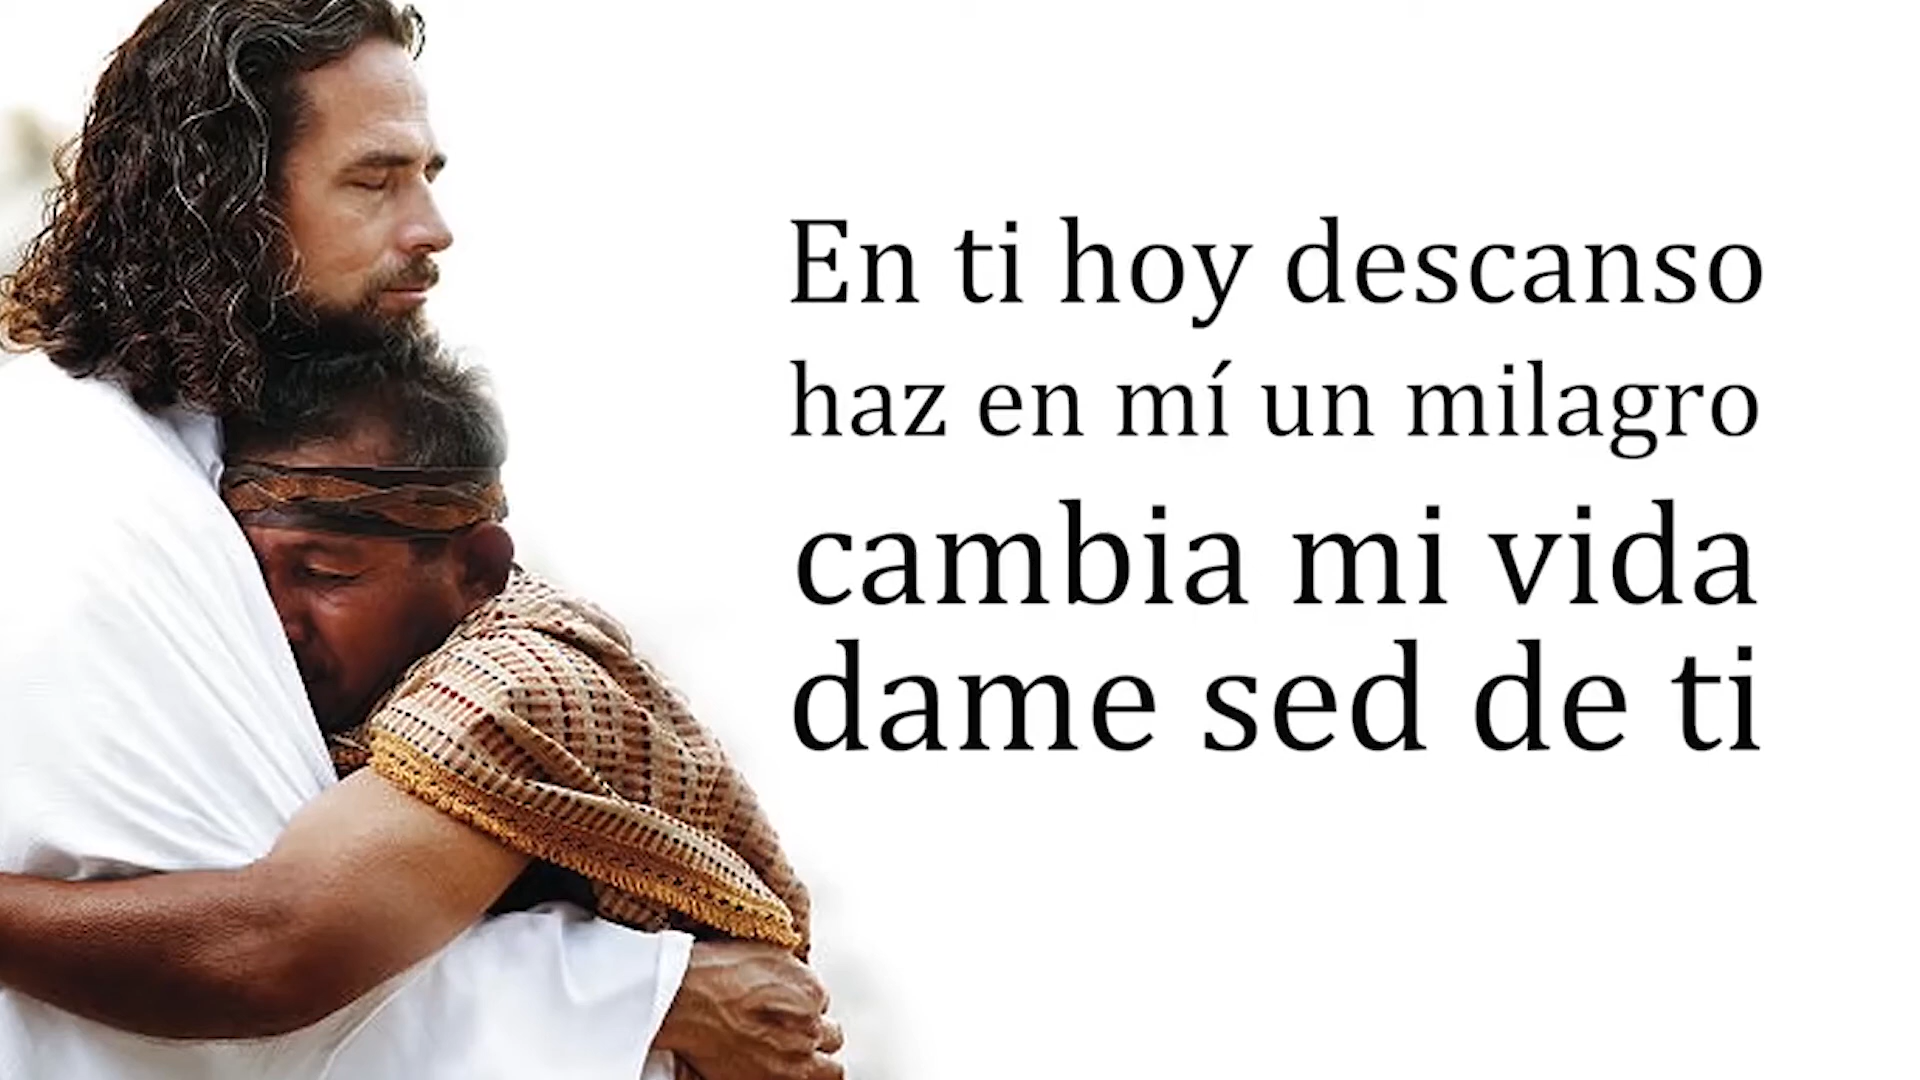 En ti hoy descanso
haz en mí un milagro
cambia mi vida
dame sed de ti